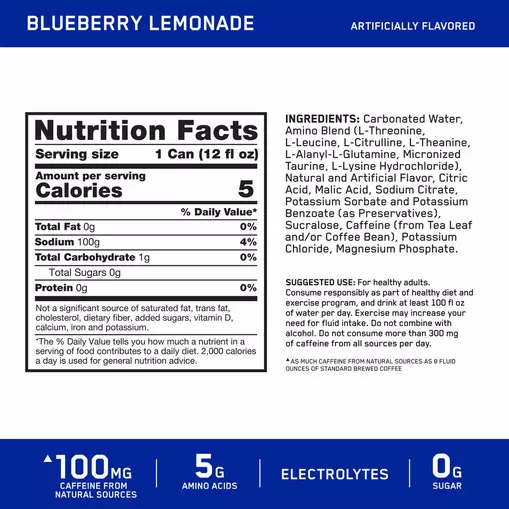 BLUEBERRY LEMONADE
ARTIFICIALLY FLAVORED
Nutrition Facts
Serving size 1 Can (12 fl oz)
Amount per serving
Calories 5
% Daily Value*
Total Fat 0g 0%
Sodium 100g 4%
Total Carbohydrate 1g 0%
Total Sugars 0g
Protein 0g 0%
Not a significant source of saturated fat, trans fat,
cholesterol, dietary fiber, added sugars, vitamin D,
calcium, iron and potassium.
*The % Daily Value tells you how much a nutrient in a
serving of food contributes to a daily diet. 2,000 calories
a day is used for general nutrition advice.
INGREDIENTS: Carbonated Water,
Amino Blend (L-Threonine,
L-Leucine, L-Citrulline, L-Theanine,
L-Alanyl-L-Glutamine, Micronized
Taurine, L-Lysine Hydrochloride),
Natural and Artificial Flavor, Citric
Acid, Malic Acid, Sodium Citrate,
Potassium Sorbate and Potassium
Benzoate (as Preservatives),
Sucralose, Caffeine (from Tea Leaf
and/or Coffee Bean), Potassium
Chloride, Magnesium Phosphate.
SUGGESTED USE: For healthy adults.
Consume responsibly as part of healthy diet and
exercise program, and drink at least 100 fl oz
of water per day. Exercise may increase your
need for fluid intake. Do not combine with
alcohol. Do not consume more than 300 mg
of caffeine from all sources per day.
▲AS MUCH CAFFEINE FROM NATURAL SOURCES AS 8 FLUID
OUNCES OF STANDARD BREWED COFFEE
▲100MG
CAFFEINE FROM
NATURAL SOURCES
5G
AMINO ACIDS
ELECTROLYTES
0G
SUGAR